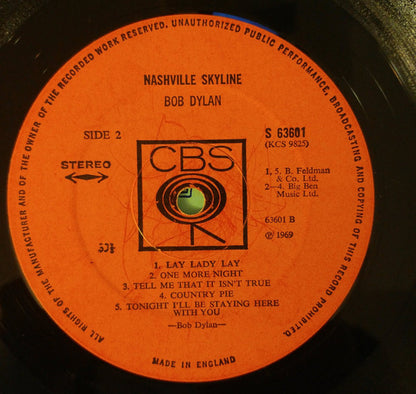 ALL RIGHTS OF THE MANUFACTURER AND OF THE OWNER OF THE RECORDED WORK RESERVED. UNAUTHORIZED PUBLIC PERFORMANCE, BROADCASTING AND COPYING OF THIS RECORD PROHIBITED.
NASHVILLE SKYLINE
BOB DYLAN
SIDE 2
S 63601
(KCS 9825)
STEREO
CBS
1, 5. B. Feldman
& Co. Ltd.
2—4. Big Ben
Music Ltd.
63601 B
℗ 1969
1. LAY LADY LAY
2. ONE MORE NIGHT
3. TELL ME THAT IT ISN'T TRUE
4. COUNTRY PIE
5. TONIGHT I'LL BE STAYING HERE
WITH YOU
—Bob Dylan—
MADE IN ENGLAND